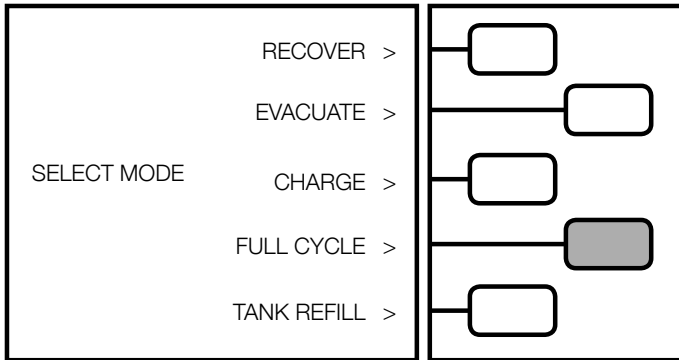 RECOVER >
EVACUATE >
SELECT MODE
CHARGE >
FULL CYCLE >
TANK REFILL >